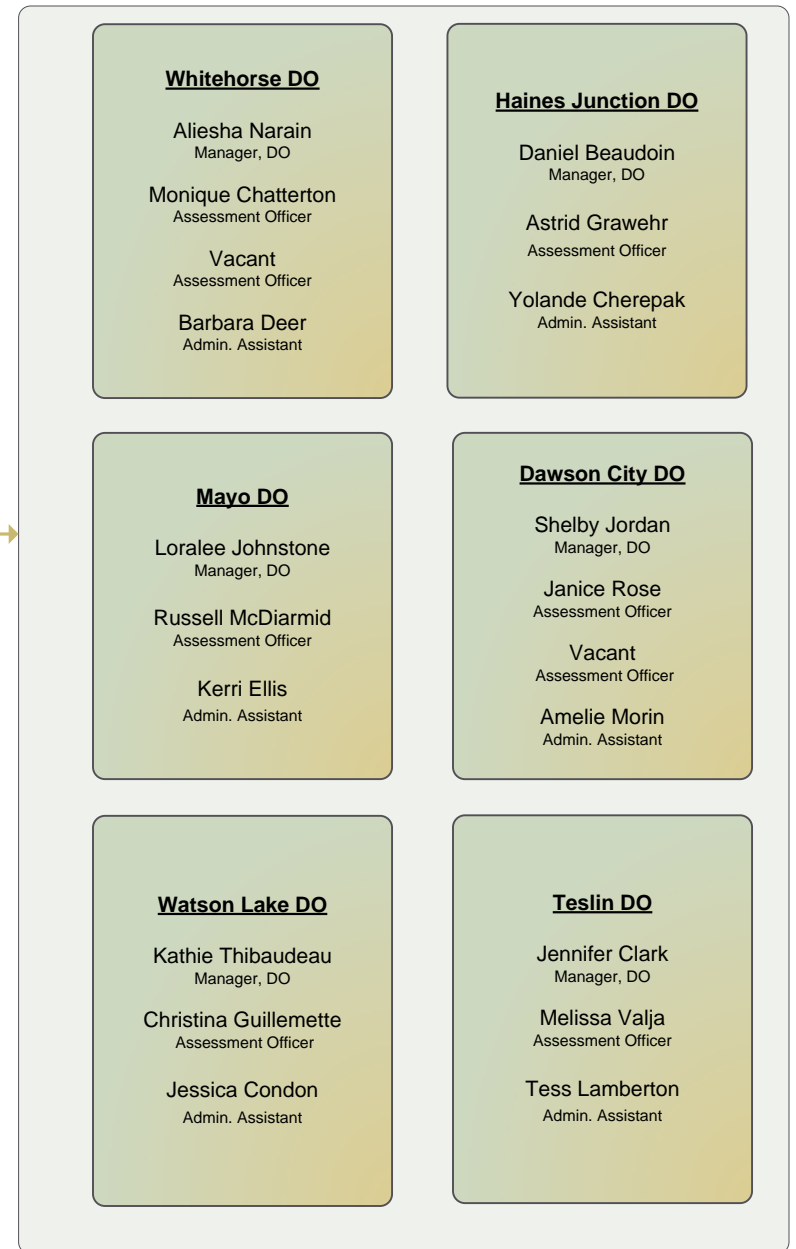 Whitehorse DO
Aliesha Narain
Manager, DO
Monique Chatterton
Assessment Officer
Vacant
Assessment Officer
Barbara Deer
Admin. Assistant
Haines Junction DO
Daniel Beaudoin
Manager, DO
Astrid Grawehr
Assessment Officer
Yolande Cherepak
Admin. Assistant
Mayo DO
Loralee Johnstone
Manager, DO
Russell McDiarmid
Assessment Officer
Kerri Ellis
Admin. Assistant
Dawson City DO
Shelby Jordan
Manager, DO
Janice Rose
Assessment Officer
Vacant
Assessment Officer
Amelie Morin
Admin. Assistant
Watson Lake DO
Kathie Thibaudeau
Manager, DO
Christina Guillemette
Assessment Officer
Jessica Condon
Admin. Assistant
Teslin DO
Jennifer Clark
Manager, DO
Melissa Valja
Assessment Officer
Tess Lamberton
Admin. Assistant